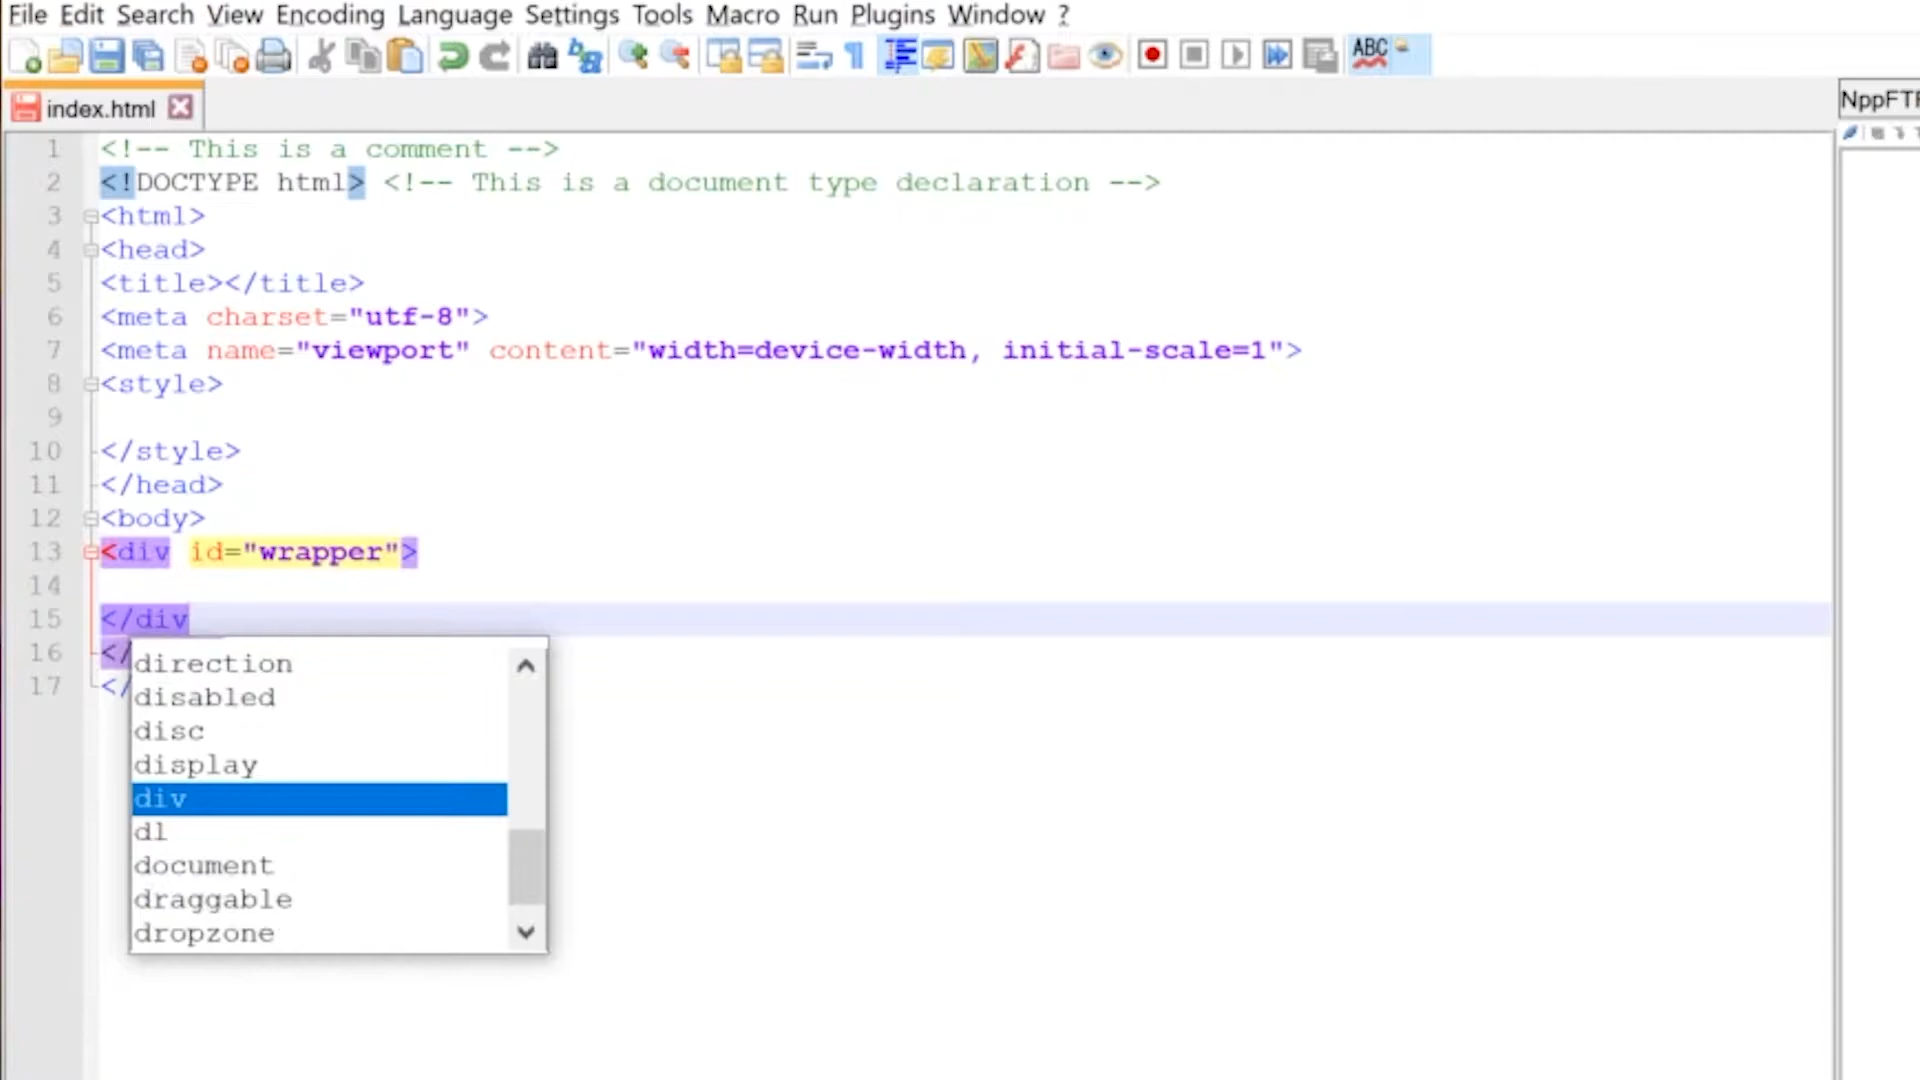 File Edit Search View Encoding Language Settings Tools Macro Run Plugins Window ?
ABC
index.html
NppFT
1 <!-- This is a comment -->
2 <!DOCTYPE html> <!-- This is a document type declaration -->
3 <html>
4 <head>
5 <title></title>
6 <meta charset="utf-8">
7 <meta name="viewport" content="width=device-width, initial-scale=1">
8 <style>
9
10 </style>
11 </head>
12 <body>
13 <div id="wrapper">
14
15 </div
16 </
17 </
direction
disabled
disc
display
div
dl
document
draggable
dropzone